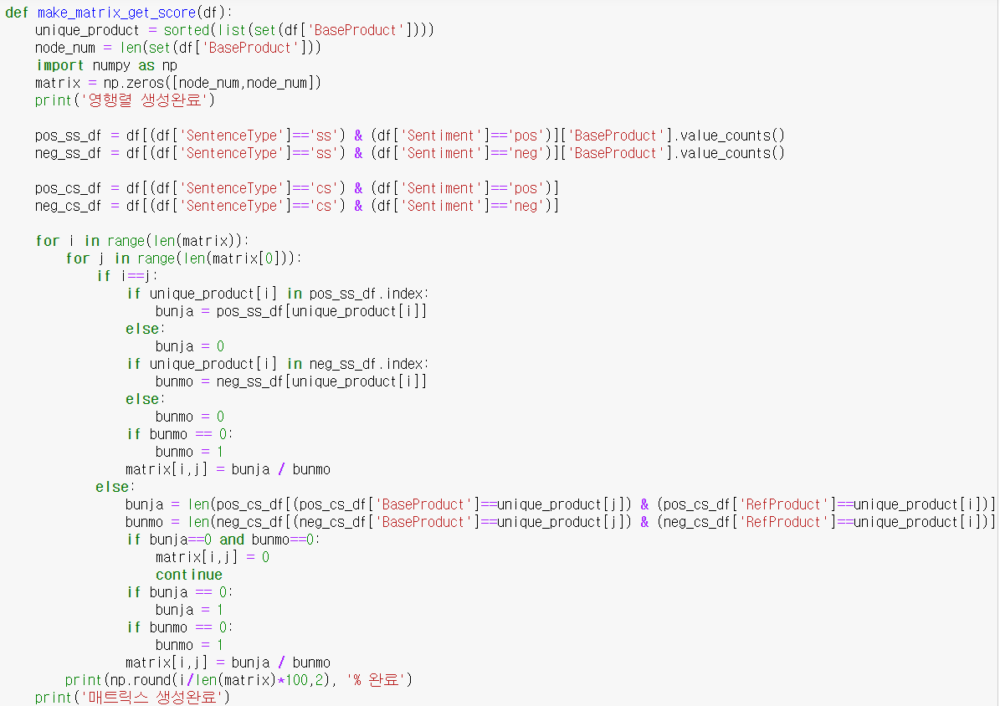 def make_matrix_get_score(df):
    unique_product = sorted(list(set(df['BaseProduct'])))
    node_num = len(set(df['BaseProduct']))
    import numpy as np
    matrix = np.zeros([node_num,node_num])
    print('영행렬 생성완료')

    pos_ss_df = df[(df['SentenceType']=='ss') & (df['Sentiment']=='pos')]['BaseProduct'].value_counts()
    neg_ss_df = df[(df['SentenceType']=='ss') & (df['Sentiment']=='neg')]['BaseProduct'].value_counts()

    pos_cs_df = df[(df['SentenceType']=='cs') & (df['Sentiment']=='pos')]
    neg_cs_df = df[(df['SentenceType']=='cs') & (df['Sentiment']=='neg')]

    for i in range(len(matrix)):
        for j in range(len(matrix[0])):
            if i==j:
                if unique_product[i] in pos_ss_df.index:
                    bunja = pos_ss_df[unique_product[i]]
                else:
                    bunja = 0
                if unique_product[i] in neg_ss_df.index:
                    bunmo = neg_ss_df[unique_product[i]]
                else:
                    bunmo = 0
                if bunmo == 0:
                    bunmo = 1
                matrix[i,j] = bunja / bunmo
            else:
                bunja = len(pos_cs_df[(pos_cs_df['BaseProduct']==unique_product[j]) & (pos_cs_df['RefProduct']==unique_product[i])]
                bunmo = len(neg_cs_df[(neg_cs_df['BaseProduct']==unique_product[j]) & (neg_cs_df['RefProduct']==unique_product[i])]
                if bunja==0 and bunmo==0:
                    matrix[i,j] = 0
                    continue
                if bunja == 0:
                    bunja = 1
                if bunmo == 0:
                    bunmo = 1
                matrix[i,j] = bunja / bunmo
        print(np.round(i/len(matrix)*100,2), '% 완료')
    print('매트릭스 생성완료')